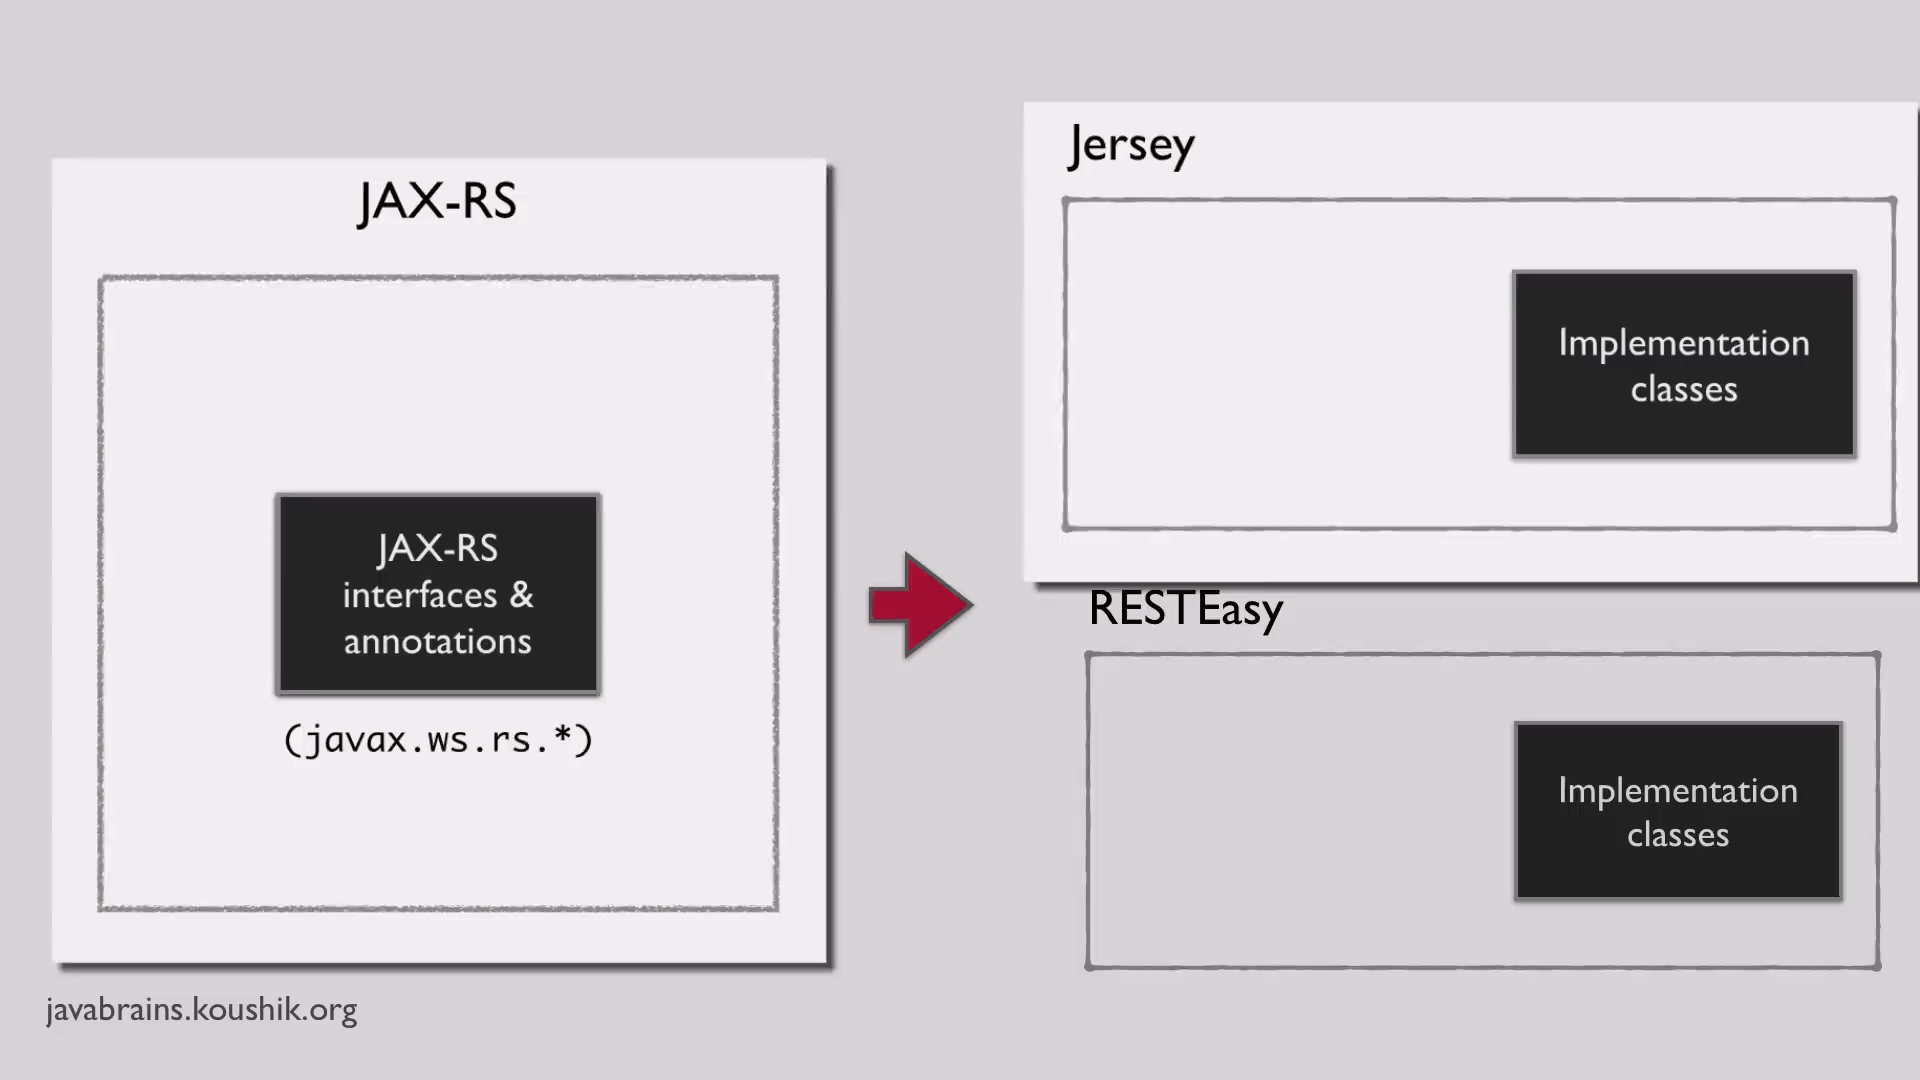 JAX-RS
JAX-RS
interfaces &
annotations
(javax.ws.rs.*)
Jersey
Implementation
classes
RESTEasy
Implementation
classes
javabrains.koushik.org